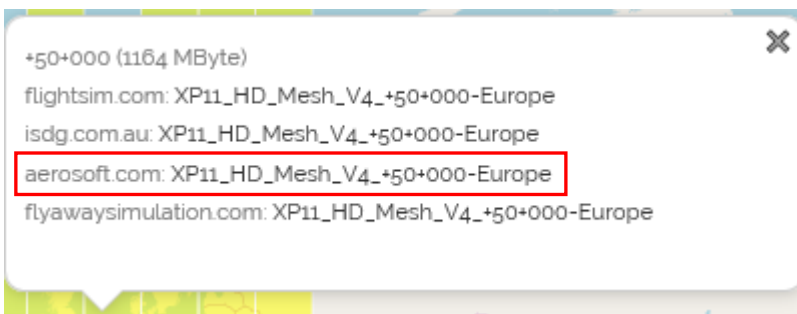 +50+000 (1164 MByte)
flightsim.com: XP11_HD_Mesh_V4_+50+000-Europe
isdg.com.au: XP11_HD_Mesh_V4_+50+000-Europe
aerosoft.com: XP11_HD_Mesh_V4_+50+000-Europe
flyawaysimulation.com: XP11_HD_Mesh_V4_+50+000-Europe